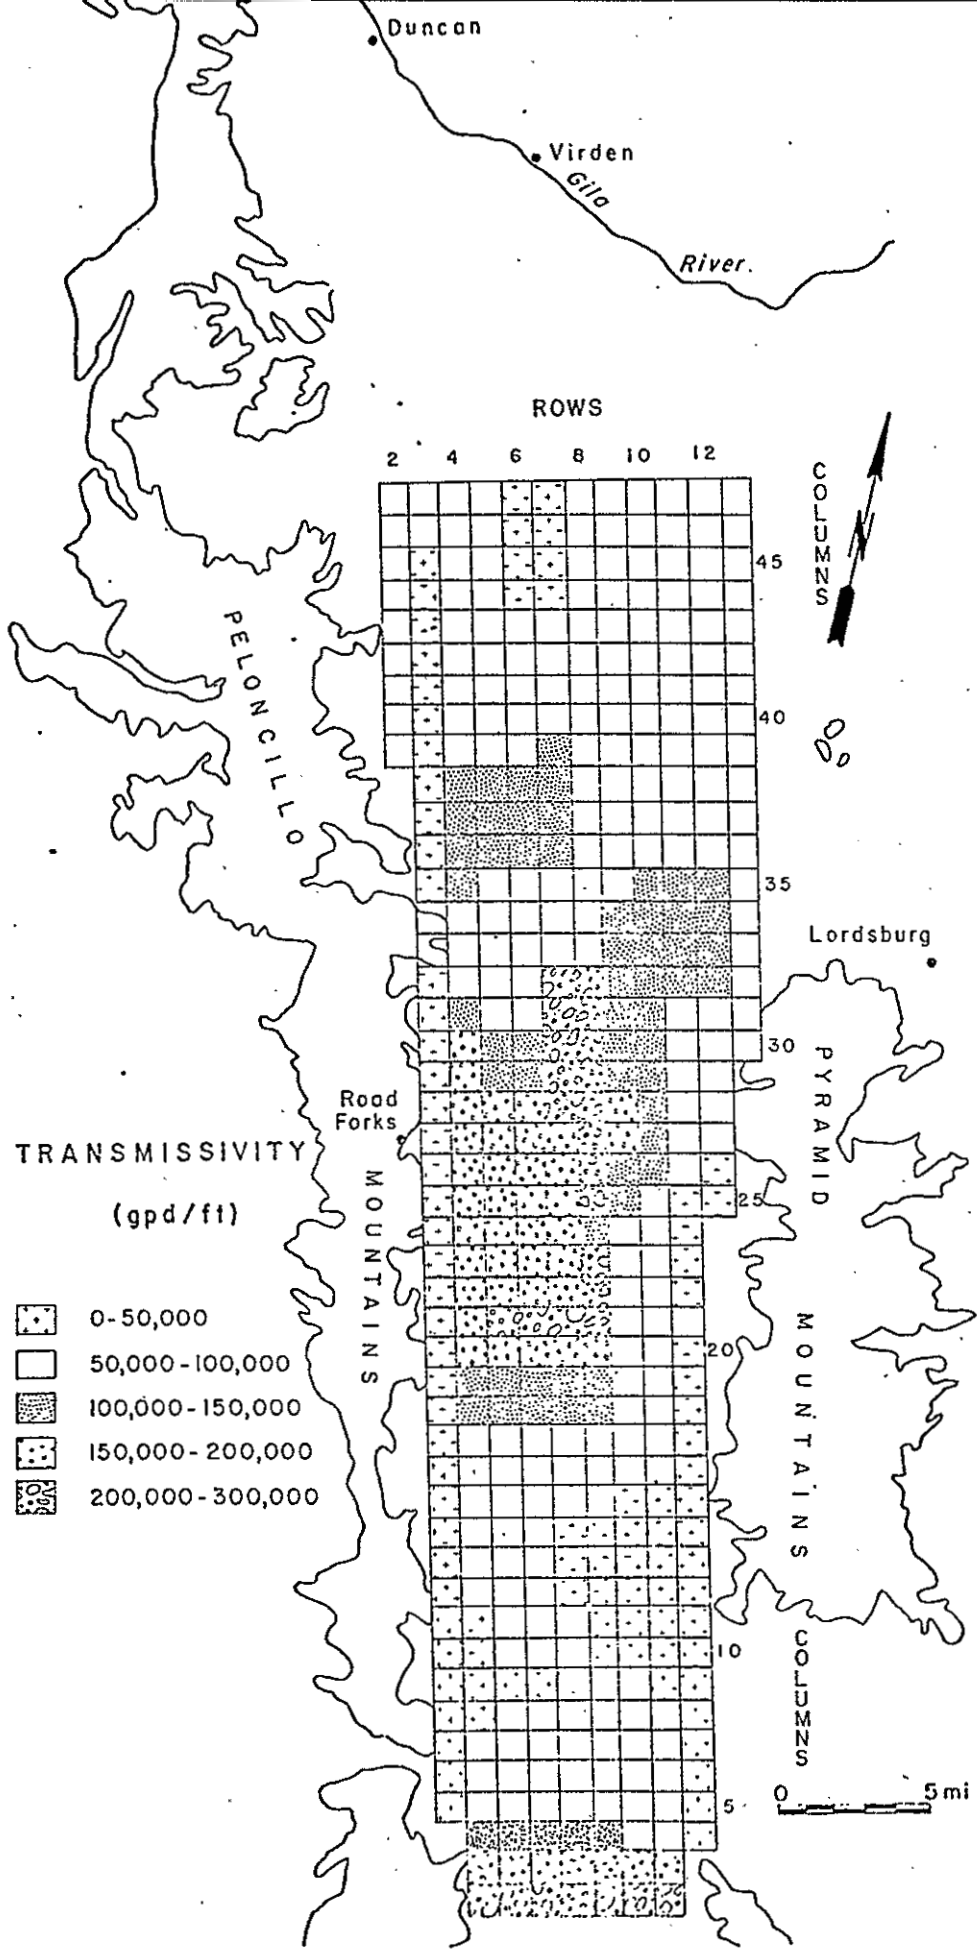 Duncan
Virden
Gila
River.
ROWS
2 4 6 8 10 12
COLUMNS
45
40
35
30
25
20
10
5
PELONCILLO
MOUNTAINS
Lordsburg
PYRAMID
MOUNTAINS
Road
Forks
TRANSMISSIVITY
(gpd/ft)
0-50,000
50,000-100,000
100,000-150,000
150,000-200,000
200,000-300,000
COLUMNS
0 5 mi